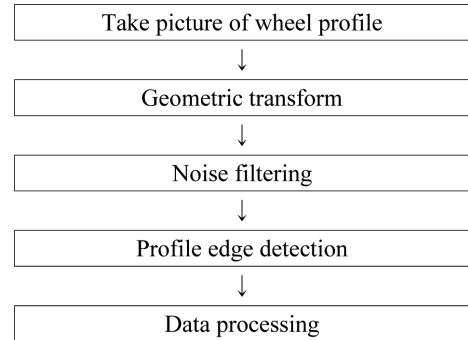 Take picture of wheel profile
Geometric transform
Noise filtering
Profile edge detection
Data processing